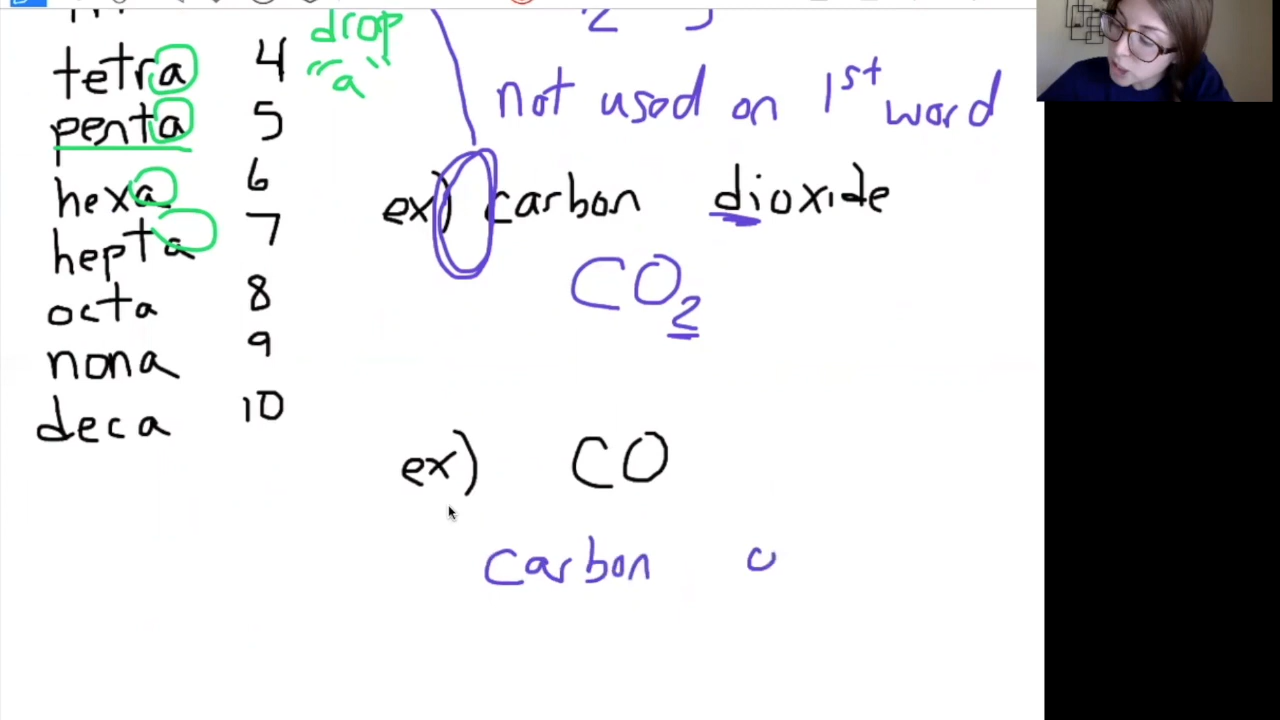 drop
"a"
tetra 4
penta 5
hexa 6
hepta 7
octa 8
nona 9
deca 10
not used on 1st word
ex) carbon dioxide
CO2
ex) CO
carbon o